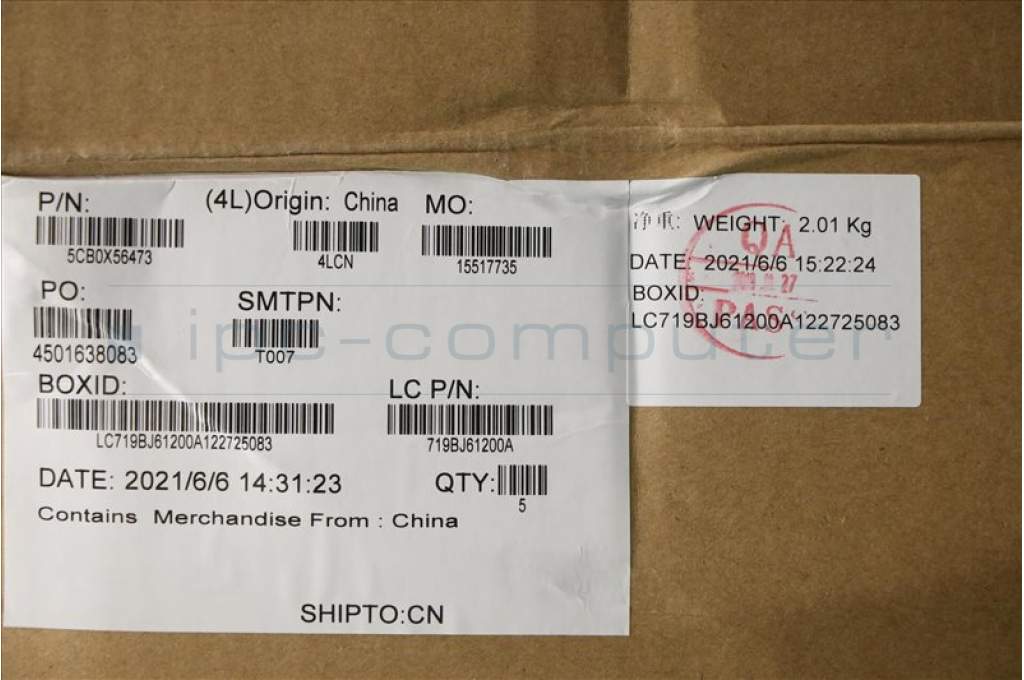 P/N: (4L)Origin: China MO:
5CB0X56473 4LCN 15517735
PO: SMTPN:
4501638083 T007
BOXID: LC P/N:
LC719BJ61200A122725083 719BJ61200A
DATE: 2021/6/6 14:31:23 QTY:
5
Contains Merchandise From : China
SHIPTO:CN
净重: WEIGHT: 2.01 Kg
DATE: 2021/6/6 15:22:24
BOXID:
LC719BJ61200A122725083
QA
27
PAS
ips-computer